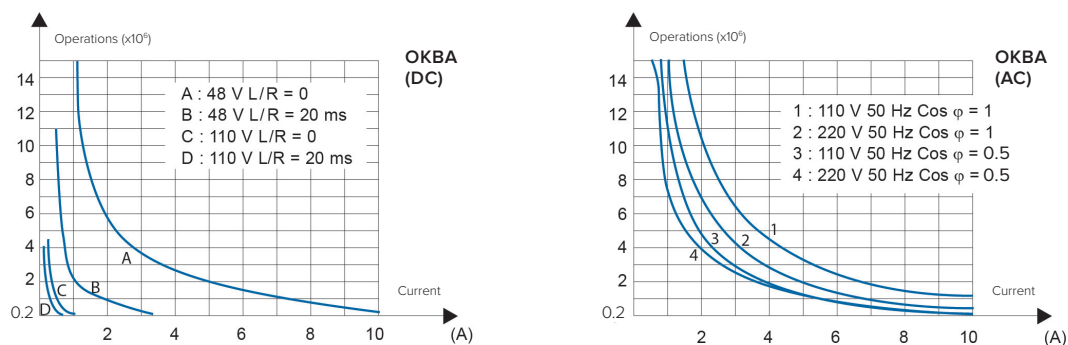 Operations (x10⁶)
OKBA
(DC)
14
12
10
8
6
4
2
0.2
A : 48 V L/R = 0
B : 48 V L/R = 20 ms
C : 110 V L/R = 0
D : 110 V L/R = 20 ms
A
B
C
D
Current
2
4
6
8
10
(A)
Operations (x10⁶)
OKBA
(AC)
14
12
10
8
6
4
2
0.2
1 : 110 V 50 Hz Cos φ = 1
2 : 220 V 50 Hz Cos φ = 1
3 : 110 V 50 Hz Cos φ = 0.5
4 : 220 V 50 Hz Cos φ = 0.5
1
2
3
4
Current
2
4
6
8
10
(A)